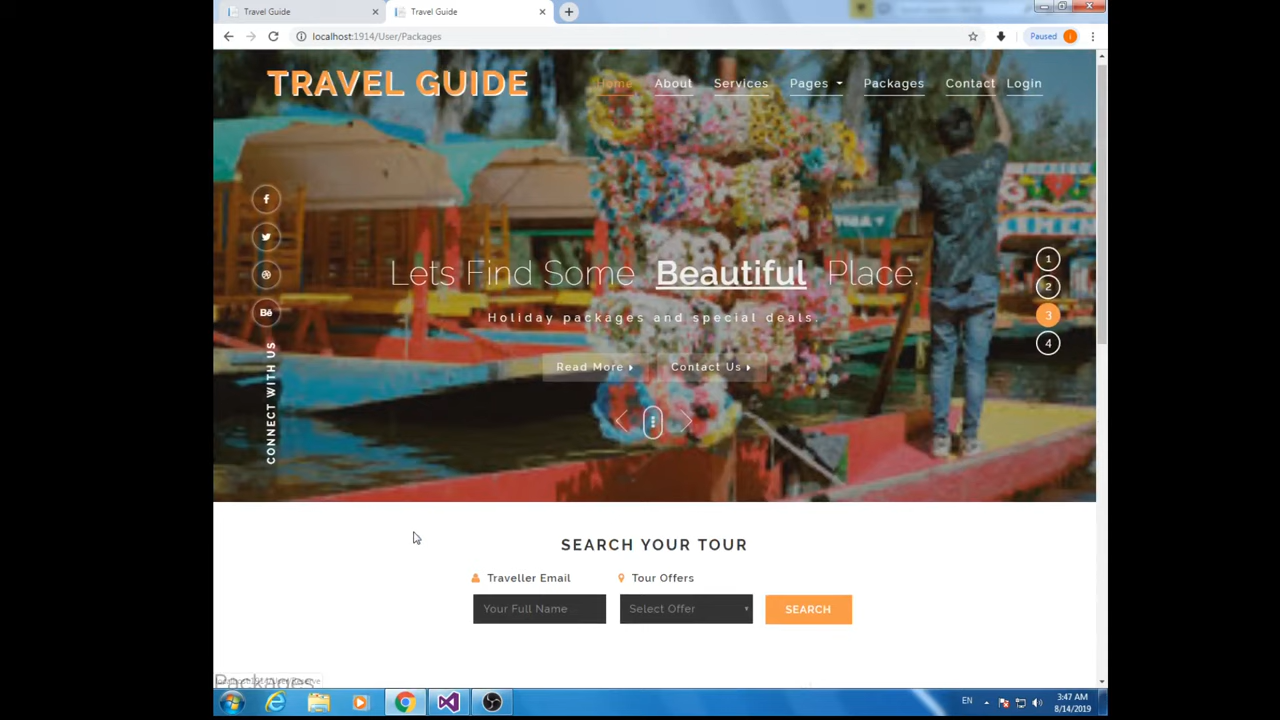 Travel Guide
Travel Guide
localhost:1914/User/Packages
Paused
TRAVEL GUIDE
Home About Services Pages Packages Contact Login
1
2
3
4
Lets Find Some Beautiful Place.
Holiday packages and special deals.
Read More Contact Us
CONNECT WITH US
SEARCH YOUR TOUR
Traveller Email Tour Offers
Your Full Name Select Offer SEARCH
Packages
EN 3:47 AM
8/14/2019